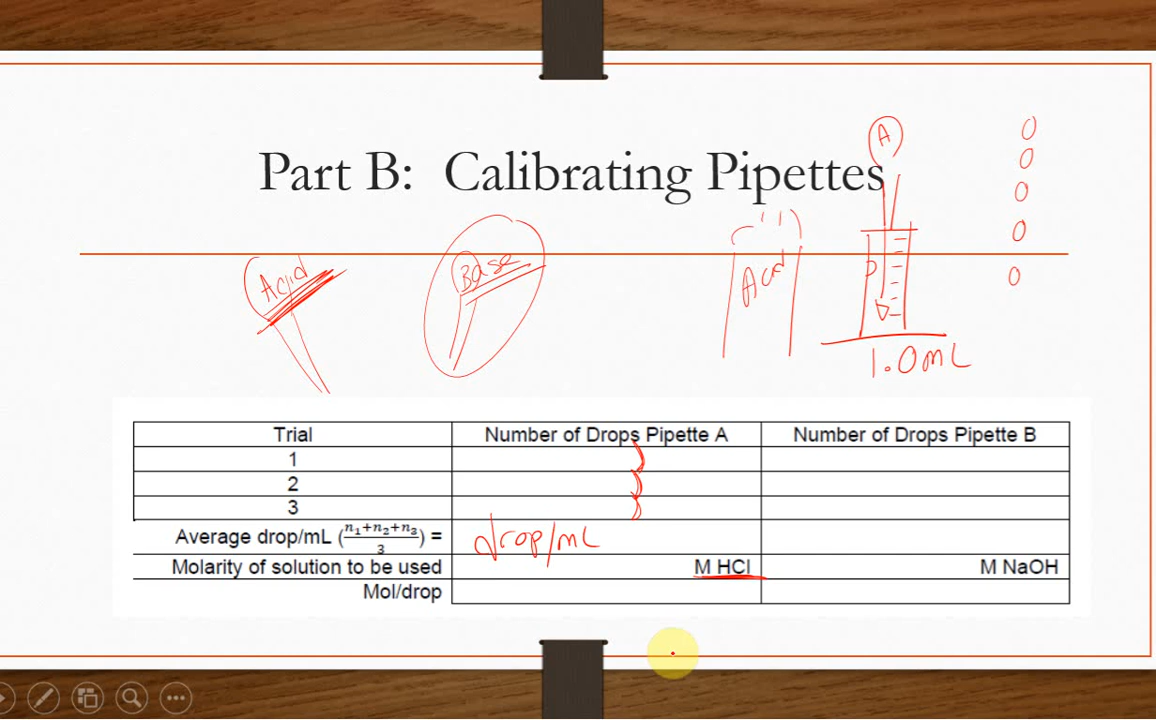 Part B: Calibrating Pipettes
A
Acid
Base
Acid
1.0mL
Trial Number of Drops Pipette A Number of Drops Pipette B
1
2
3
Average drop/mL (n₁+n₂+n₃/3) = drop/mL
Molarity of solution to be used M HCl M NaOH
Mol/drop